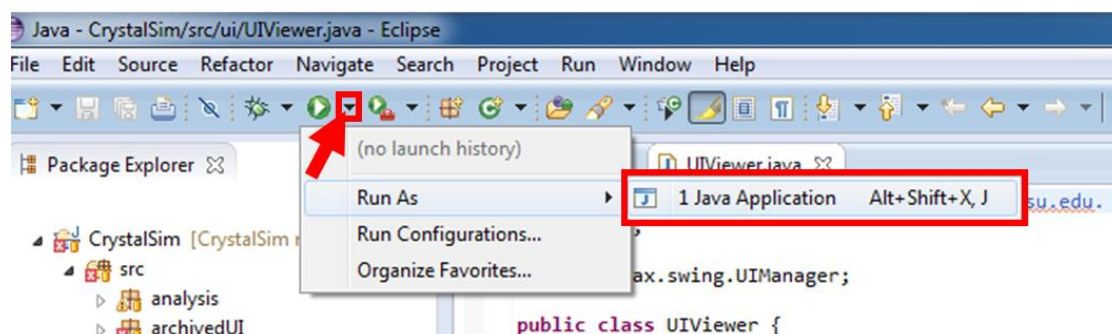 Java - CrystalSim/src/ui/UIViewer.java - Eclipse
File Edit Source Refactor Navigate Search Project Run Window Help
(no launch history)
Package Explorer
UIViewer.java
Run As
1 Java Application Alt+Shift+X, J
su.edu.
CrystalSim [CrystalSim
Run Configurations...
;
src
Organize Favorites...
ax.swing.UIManager;
analysis
archivedUI
public class UIViewer {